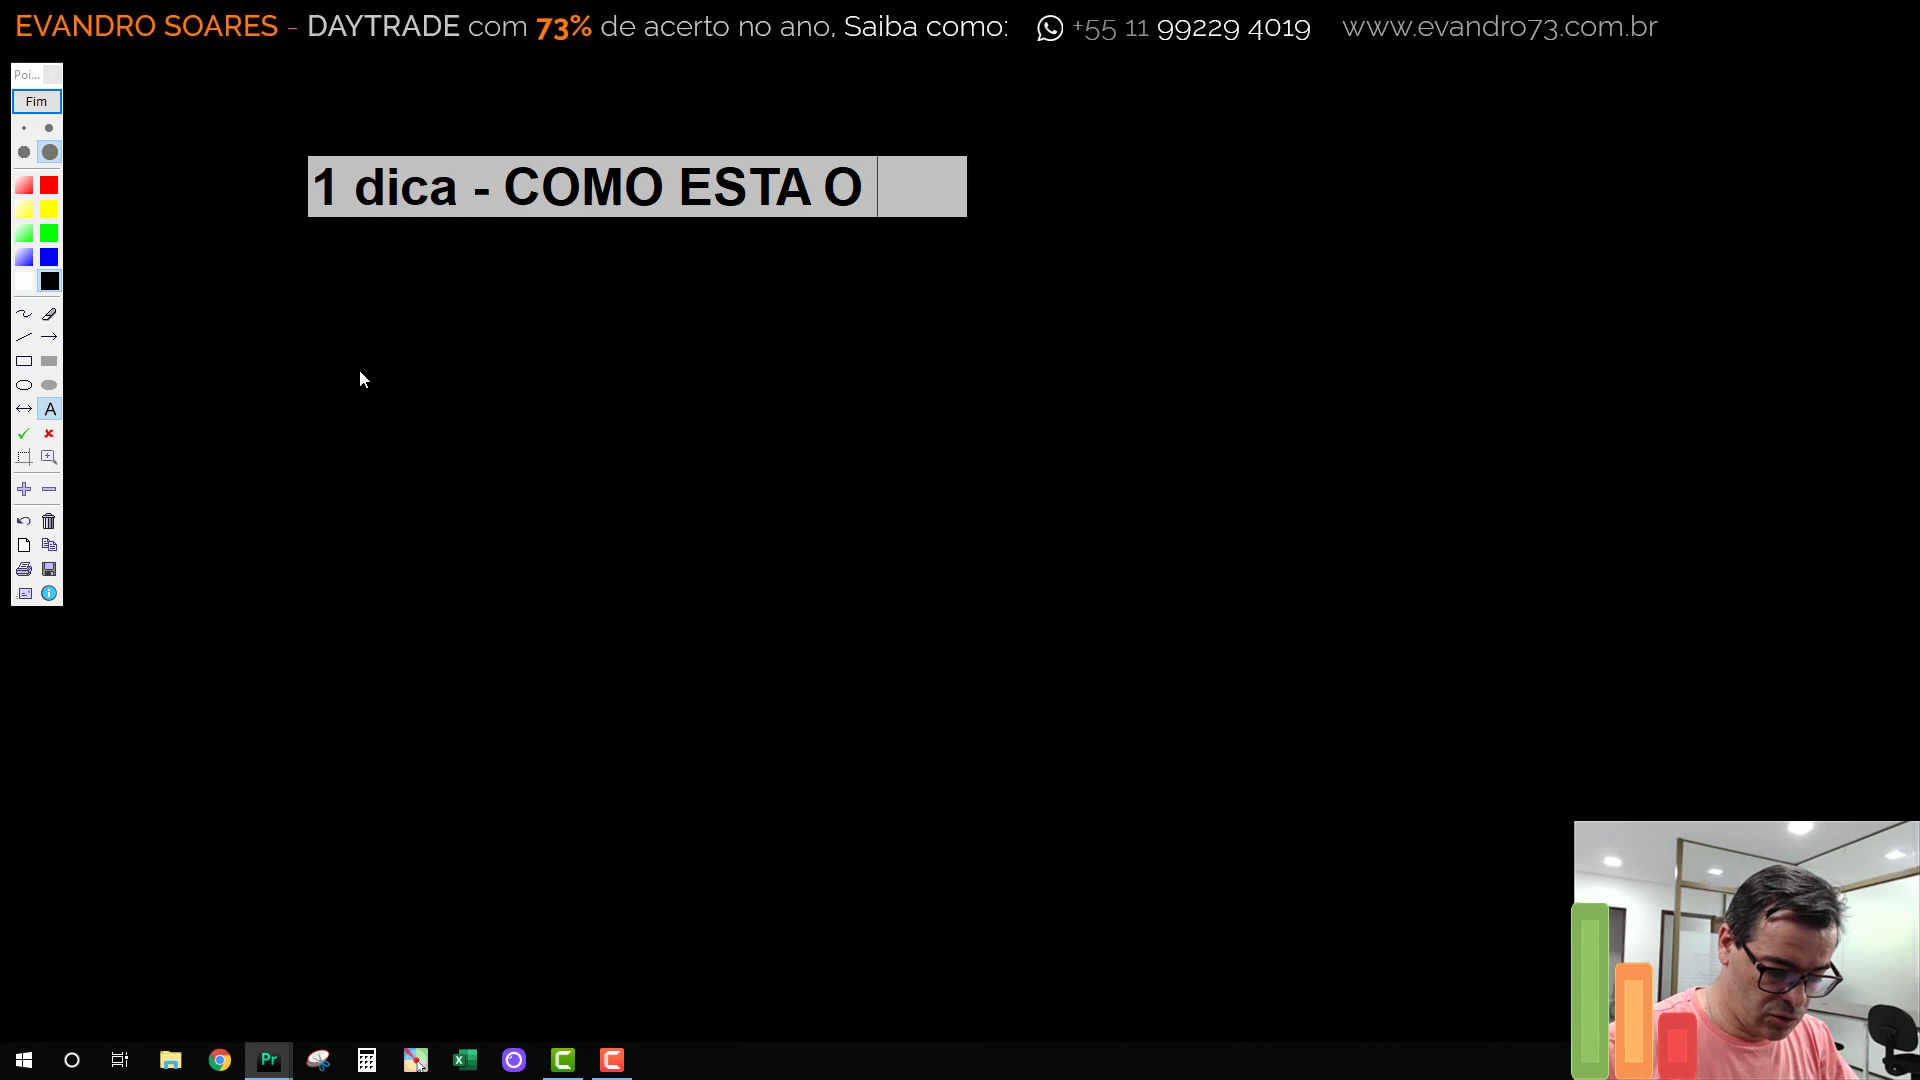 EVANDRO SOARES - DAYTRADE com 73% de acerto no ano, Saiba como: +55 11 99229 4019 www.evandro73.com.br
Poi...
Fim
1 dica - COMO ESTA O
A
Pr